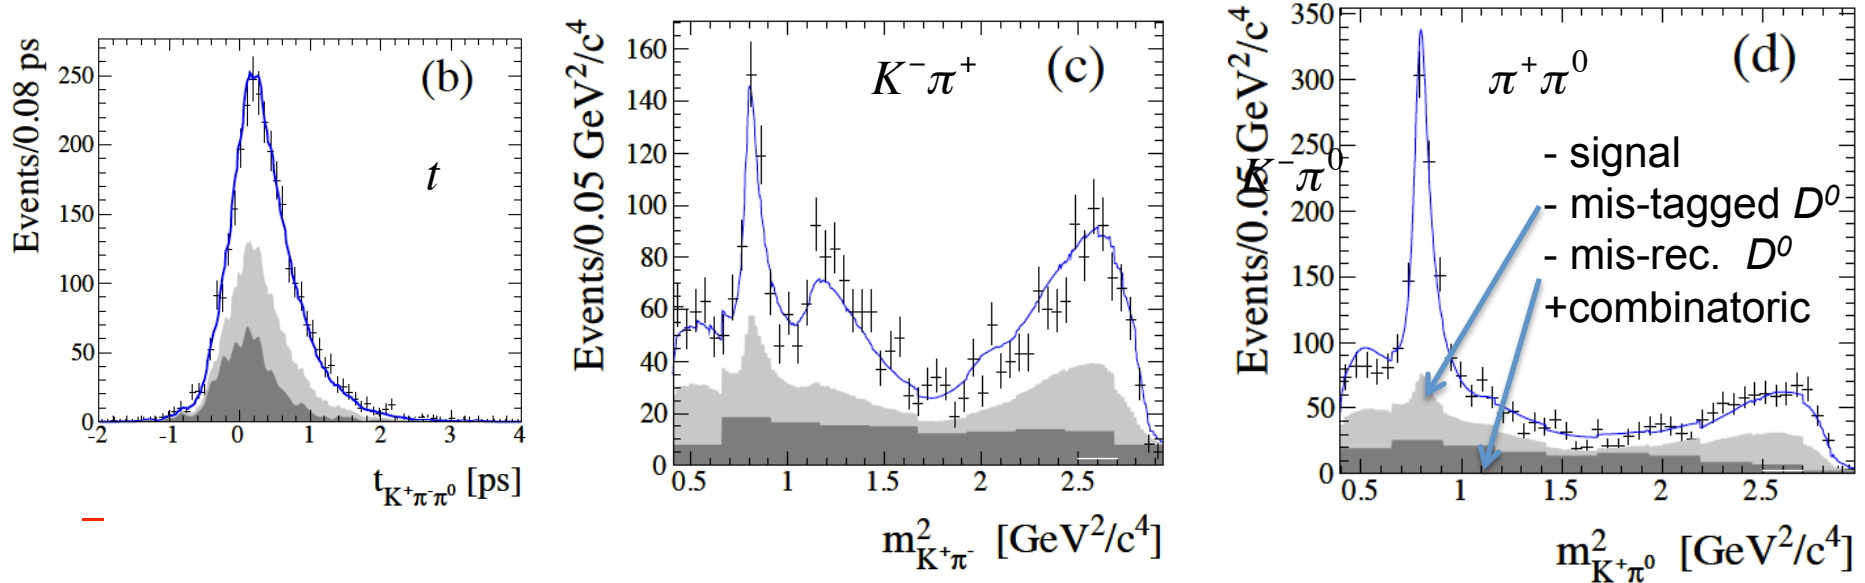 Events/0.08 ps
250
200
150
100
50
0
(b)
t
-2 -1 0 1 2 3 4
t_{K⁺π⁻π⁰} [ps]
Events/0.05 GeV²/c⁴
160
140
120
100
80
60
40
20
0
K⁻π⁺
(c)
0.5 1 1.5 2 2.5
m²_{K⁺π⁻} [GeV²/c⁴]
Events/0.05 GeV²/c⁴
K⁻π⁰
350
300
250
200
150
100
50
0
π⁺π⁰
(d)
- signal
- mis-tagged D⁰
- mis-rec. D⁰
+combinatoric
0.5 1 1.5 2 2.5
m²_{K⁺π⁰} [GeV²/c⁴]